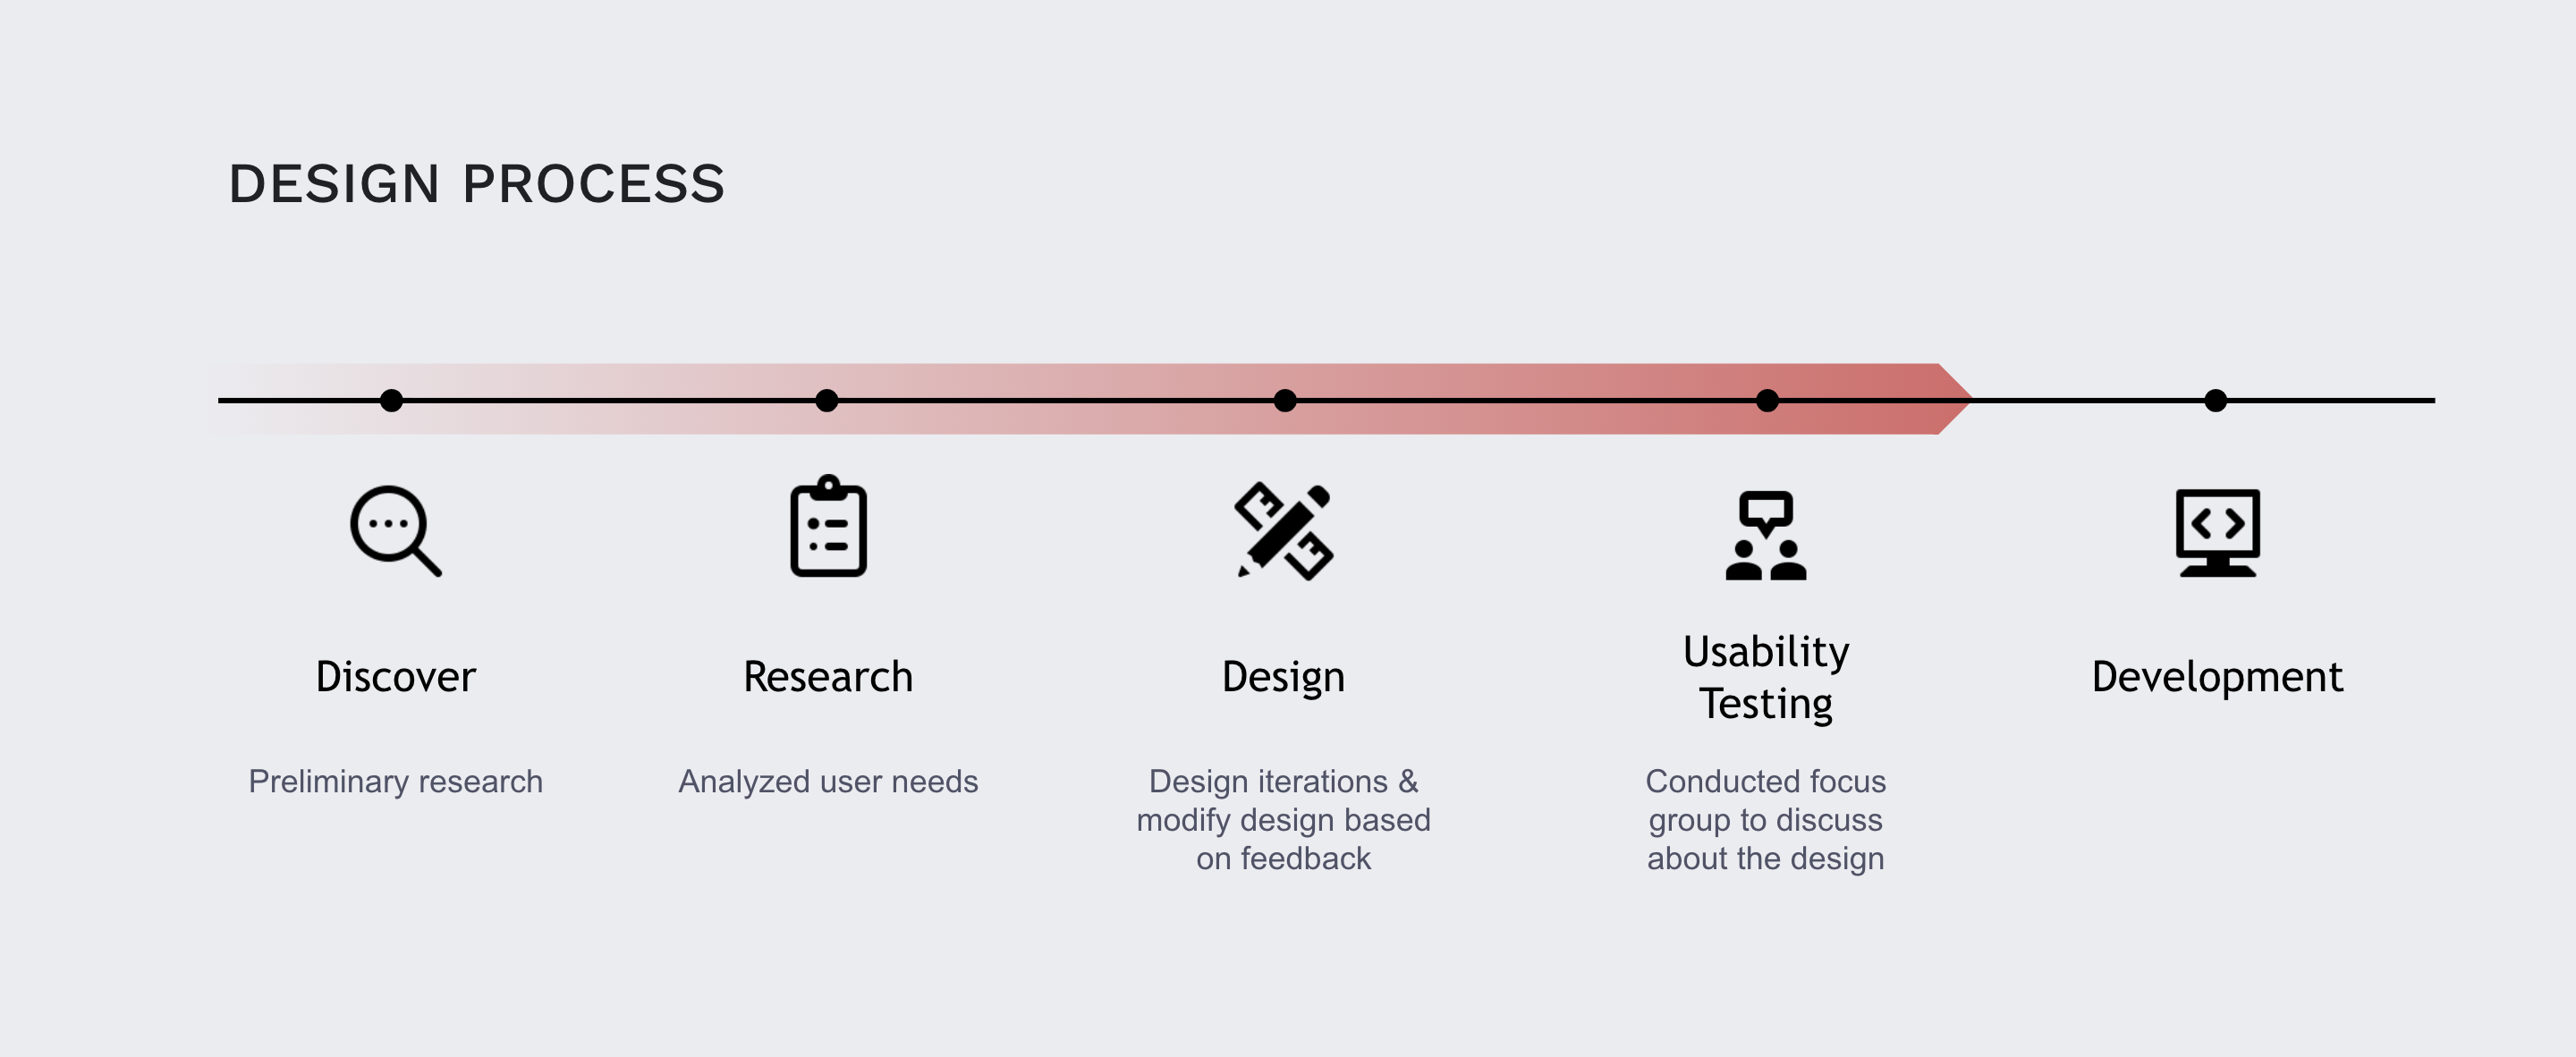 DESIGN PROCESS
Discover
Preliminary research
Research
Analyzed user needs
Design
Design iterations &
modify design based
on feedback
Usability
Testing
Conducted focus
group to discuss
about the design
Development